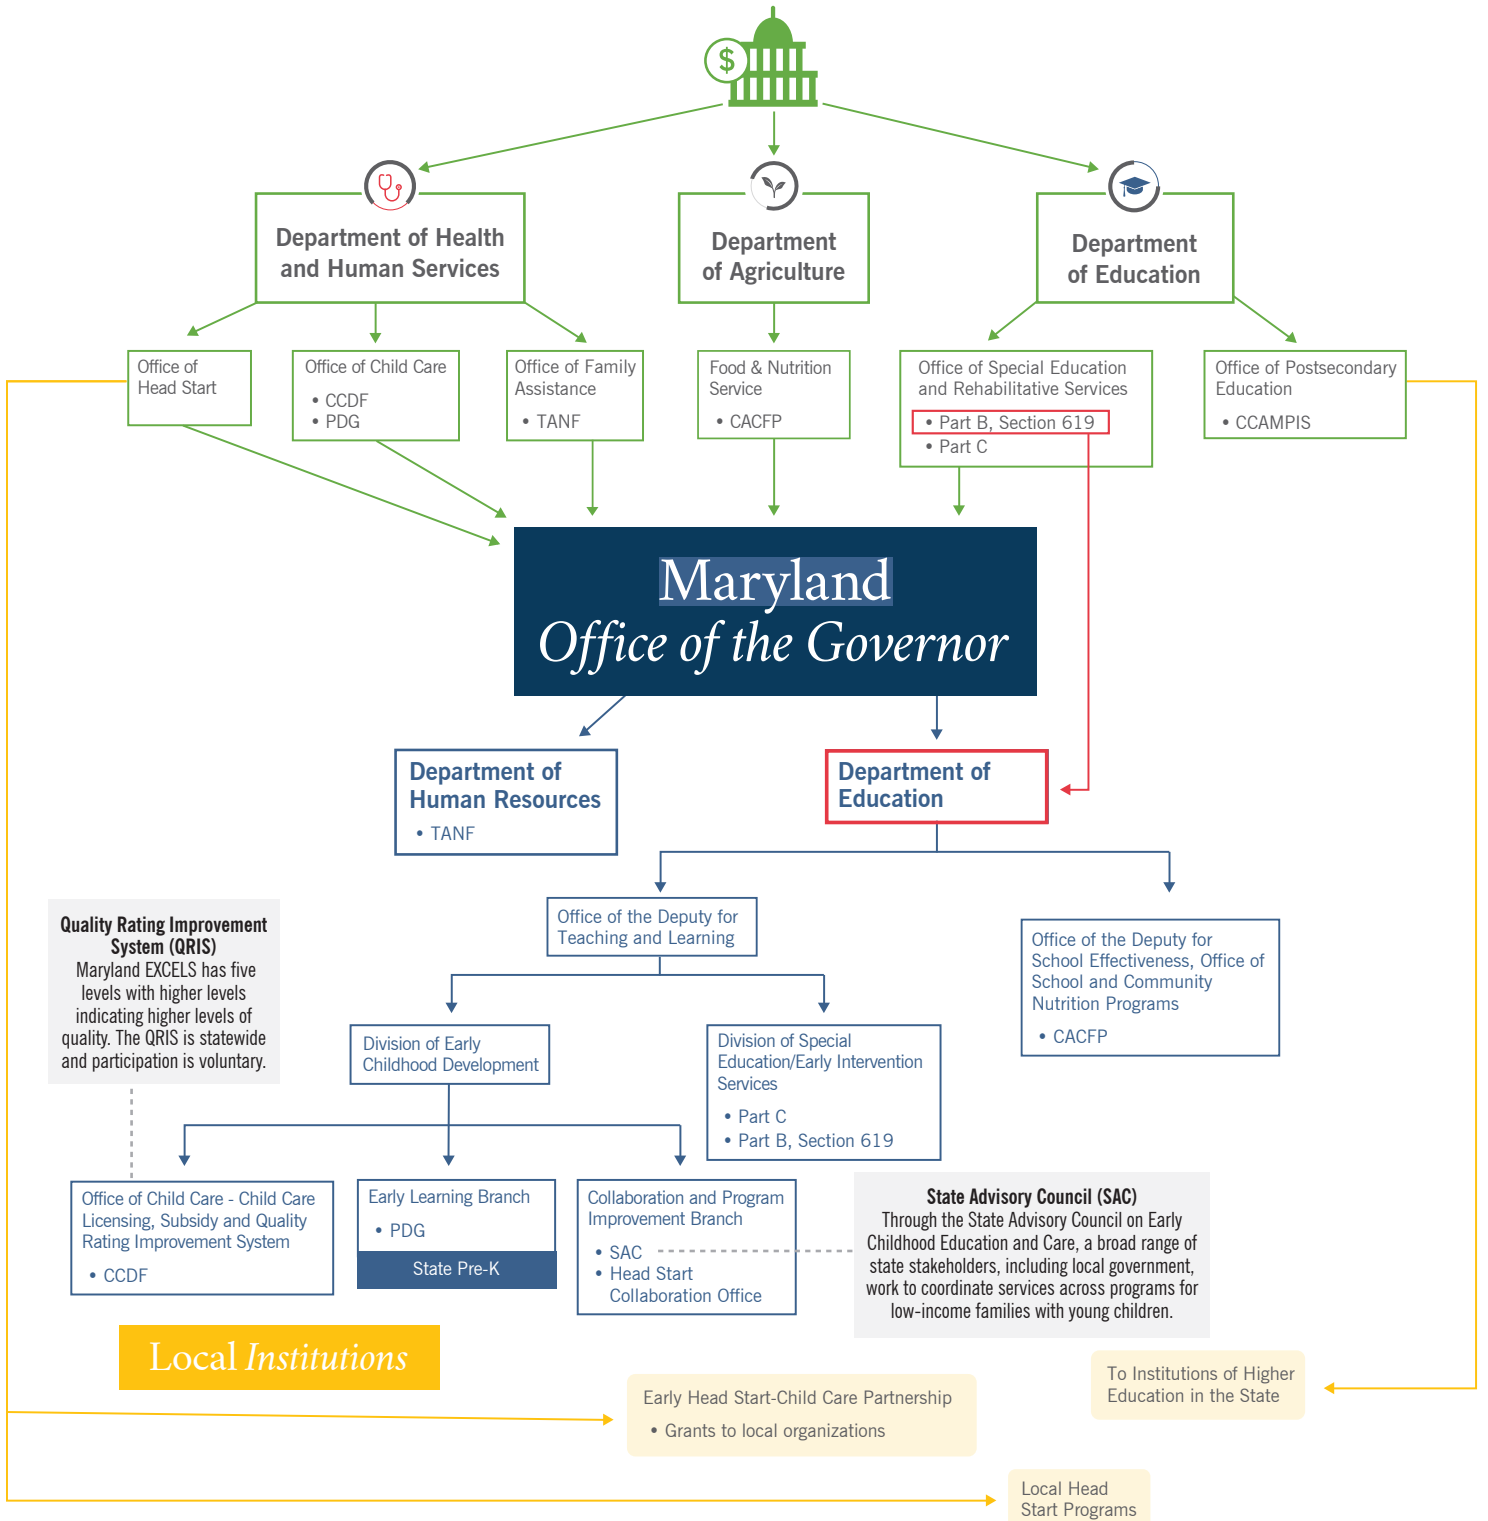 $
Department of Health
and Human Services
Department
of Agriculture
Department
of Education
Office of
Head Start
Office of Child Care
• CCDF
• PDG
Office of Family
Assistance
• TANF
Food & Nutrition
Service
• CACFP
Office of Special Education
and Rehabilitative Services
• Part B, Section 619
• Part C
Office of Postsecondary
Education
• CCAMPIS
Maryland
Office of the Governor
Department of
Human Resources
• TANF
Department of
Education
Office of the Deputy for
Teaching and Learning
Office of the Deputy for
School Effectiveness, Office of
School and Community
Nutrition Programs
• CACFP
Quality Rating Improvement
System (QRIS)
Maryland EXCELS has five
levels with higher levels
indicating higher levels of
quality. The QRIS is statewide
and participation is voluntary.
Division of Early
Childhood Development
Division of Special
Education/Early Intervention
Services
• Part C
• Part B, Section 619
Office of Child Care - Child Care
Licensing, Subsidy and Quality
Rating Improvement System
• CCDF
Early Learning Branch
• PDG
State Pre-K
Collaboration and Program
Improvement Branch
• SAC
• Head Start
Collaboration Office
State Advisory Council (SAC)
Through the State Advisory Council on Early
Childhood Education and Care, a broad range of
state stakeholders, including local government,
work to coordinate services across programs for
low-income families with young children.
Local Institutions
Early Head Start-Child Care Partnership
• Grants to local organizations
To Institutions of Higher
Education in the State
Local Head
Start Programs